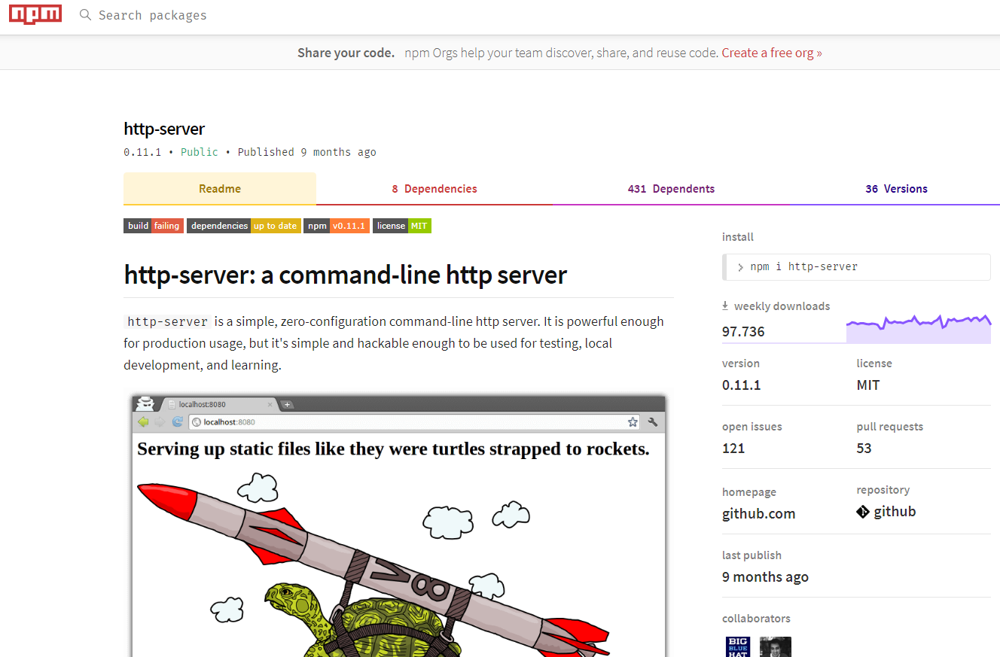 npm
Search packages
Share your code. npm Orgs help your team discover, share, and reuse code. Create a free org »
http-server
0.11.1 • Public • Published 9 months ago
Readme
8 Dependencies
431 Dependents
36 Versions
build failing dependencies up to date npm v0.11.1 license MIT
http-server: a command-line http server
http-server is a simple, zero-configuration command-line http server. It is powerful enough
for production usage, but it's simple and hackable enough to be used for testing, local
development, and learning.
localhost:8080
localhost:8080
Serving up static files like they were turtles strapped to rockets.
V8
install
npm i http-server
weekly downloads
97.736
version
0.11.1
license
MIT
open issues
121
pull requests
53
homepage
github.com
repository
github
last publish
9 months ago
collaborators
BIG
BLUE
HAT